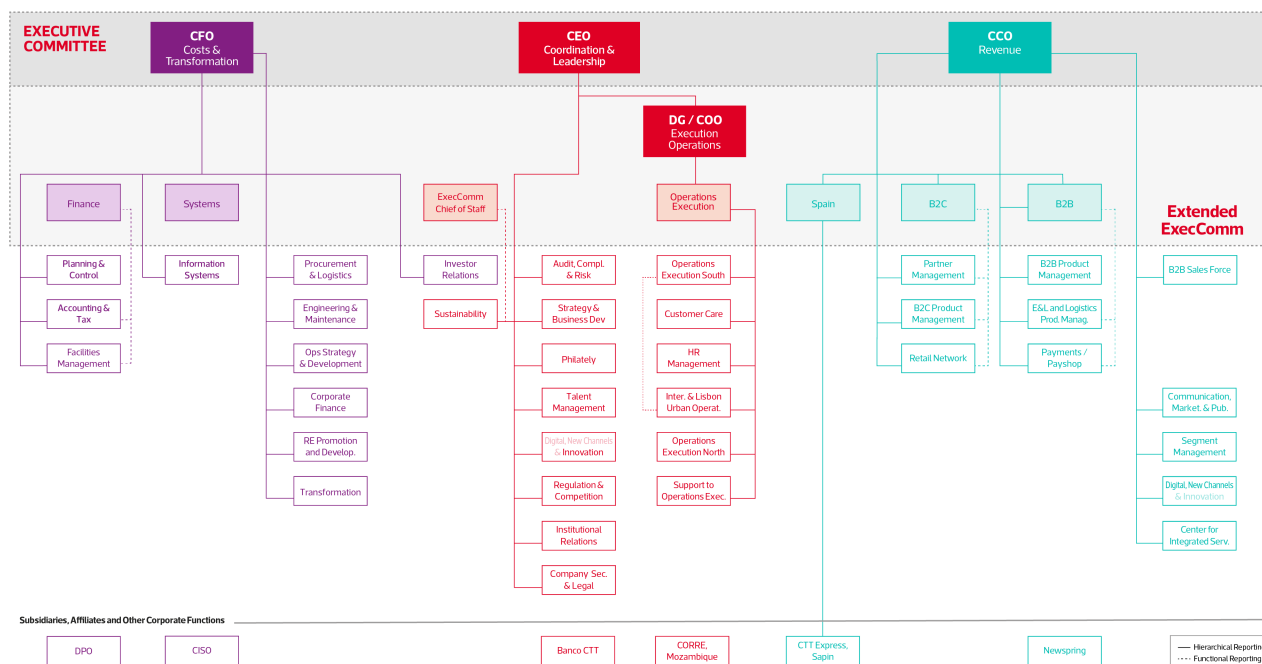 EXECUTIVE
COMMITTEE
CFO
Costs &
Transformation
CEO
Coordination &
Leadership
CCO
Revenue
DG / COO
Execution
Operations
Finance
Systems
ExecComm
Chief of Staff
Operations
Execution
Spain
B2C
B2B
Extended
ExecComm
Planning &
Control
Information
Systems
Procurement
& Logistics
Investor
Relations
Audit, Compl.
& Risk
Operations
Execution South
Partner
Management
B2B Product
Management
B2B Sales Force
Accounting &
Tax
Engineering &
Maintenance
Sustainability
Strategy &
Business Dev
Customer Care
B2C Product
Management
E&L and Logistics
Prod. Manag.
Facilities
Management
Ops Strategy
& Development
Philately
HR
Management
Retail Network
Payments /
Payshop
Corporate
Finance
Talent
Management
Inter. & Lisbon
Urban Operat.
Communication,
Market. & Pub.
RE Promotion
and Develop.
Digital, New Channels
& Innovation
Operations
Execution North
Segment
Management
Transformation
Regulation &
Competition
Support to
Operations Exec.
Digital, New Channels
& Innovation
Institutional
Relations
Center for
Integrated Serv.
Company Sec.
& Legal
Subsidiaries, Affiliates and Other Corporate Functions
DPO
CISO
Banco CTT
CORRE,
Mozambique
CTT Express,
Sapin
Newspring
Hierarchical Reporting
Functional Reporting